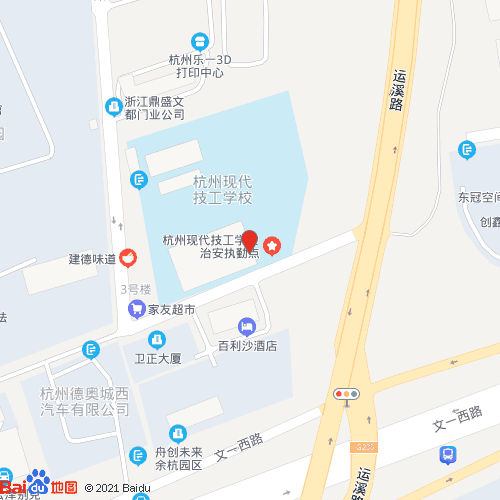 杭州乐一3D
打印中心
运溪路
浙江鼎盛文
都门业公司
杭州现代
技工学校
东冠空间
创鑫
杭州现代技工学校
治安执勤点
建德味道
3号楼
家友超市
卫正大厦
百利沙酒店
杭州德奥城西
汽车有限公司
文一西路
舟创未来
余杭园区
文一西路
运溪路
Baidu 地图
© 2021 Baidu